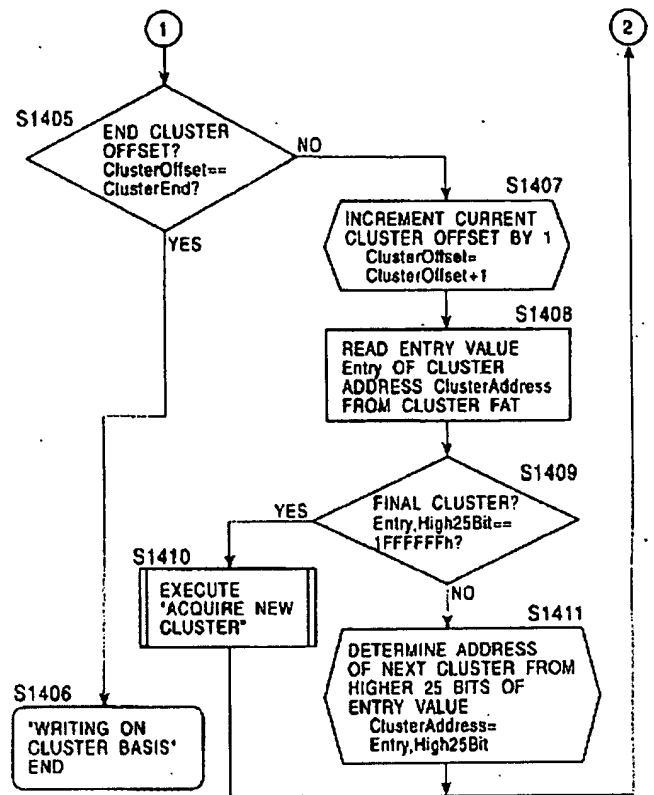 1
2
S1405
END CLUSTER
OFFSET?
ClusterOffset==
ClusterEnd?
NO
YES
S1407
INCREMENT CURRENT
CLUSTER OFFSET BY 1
ClusterOffset=
ClusterOffset+1
S1408
READ ENTRY VALUE
Entry OF CLUSTER
ADDRESS ClusterAddress
FROM CLUSTER FAT
S1409
FINAL CLUSTER?
Entry,High25Bit==
1FFFFFFh?
YES
NO
S1410
EXECUTE
"ACQUIRE NEW
CLUSTER"
S1411
DETERMINE ADDRESS
OF NEXT CLUSTER FROM
HIGHER 25 BITS OF
ENTRY VALUE
ClusterAddress=
Entry,High25Bit
S1406
"WRITING ON
CLUSTER BASIS"
END